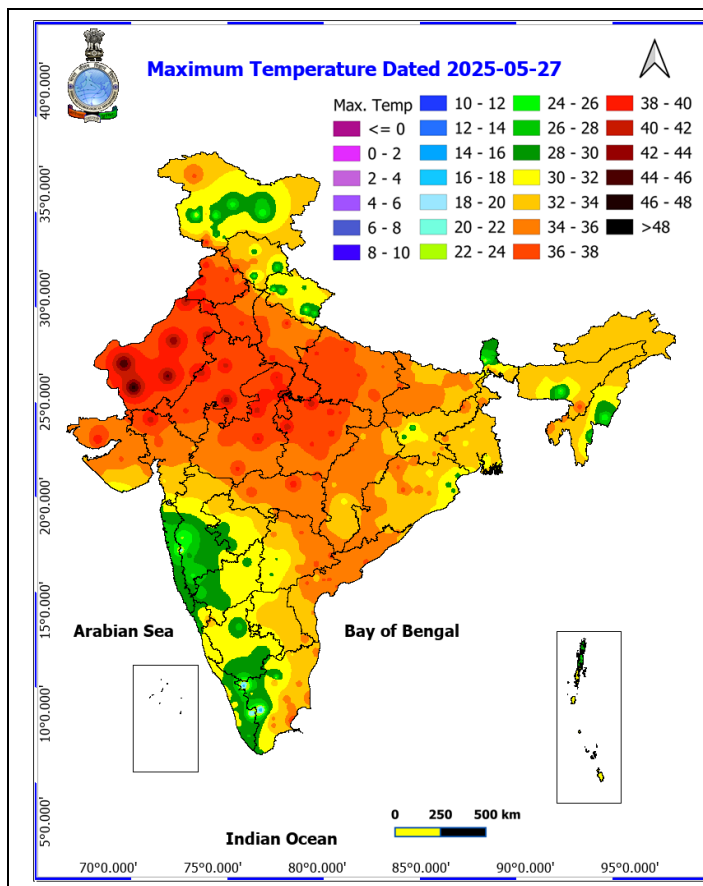 Maximum Temperature Dated 2025-05-27
Max. Temp
<= 0
0 - 2
2 - 4
4 - 6
6 - 8
8 - 10
10 - 12
12 - 14
14 - 16
16 - 18
18 - 20
20 - 22
22 - 24
24 - 26
26 - 28
28 - 30
30 - 32
32 - 34
34 - 36
36 - 38
38 - 40
40 - 42
42 - 44
44 - 46
46 - 48
>48
40°0.000'
35°0.000'
30°0.000'
25°0.000'
20°0.000'
15°0.000'
10°0.000'
5°0.000'
Arabian Sea
Bay of Bengal
0 250 500 km
Indian Ocean
70°0.000' 75°0.000' 80°0.000' 85°0.000' 90°0.000' 95°0.000'